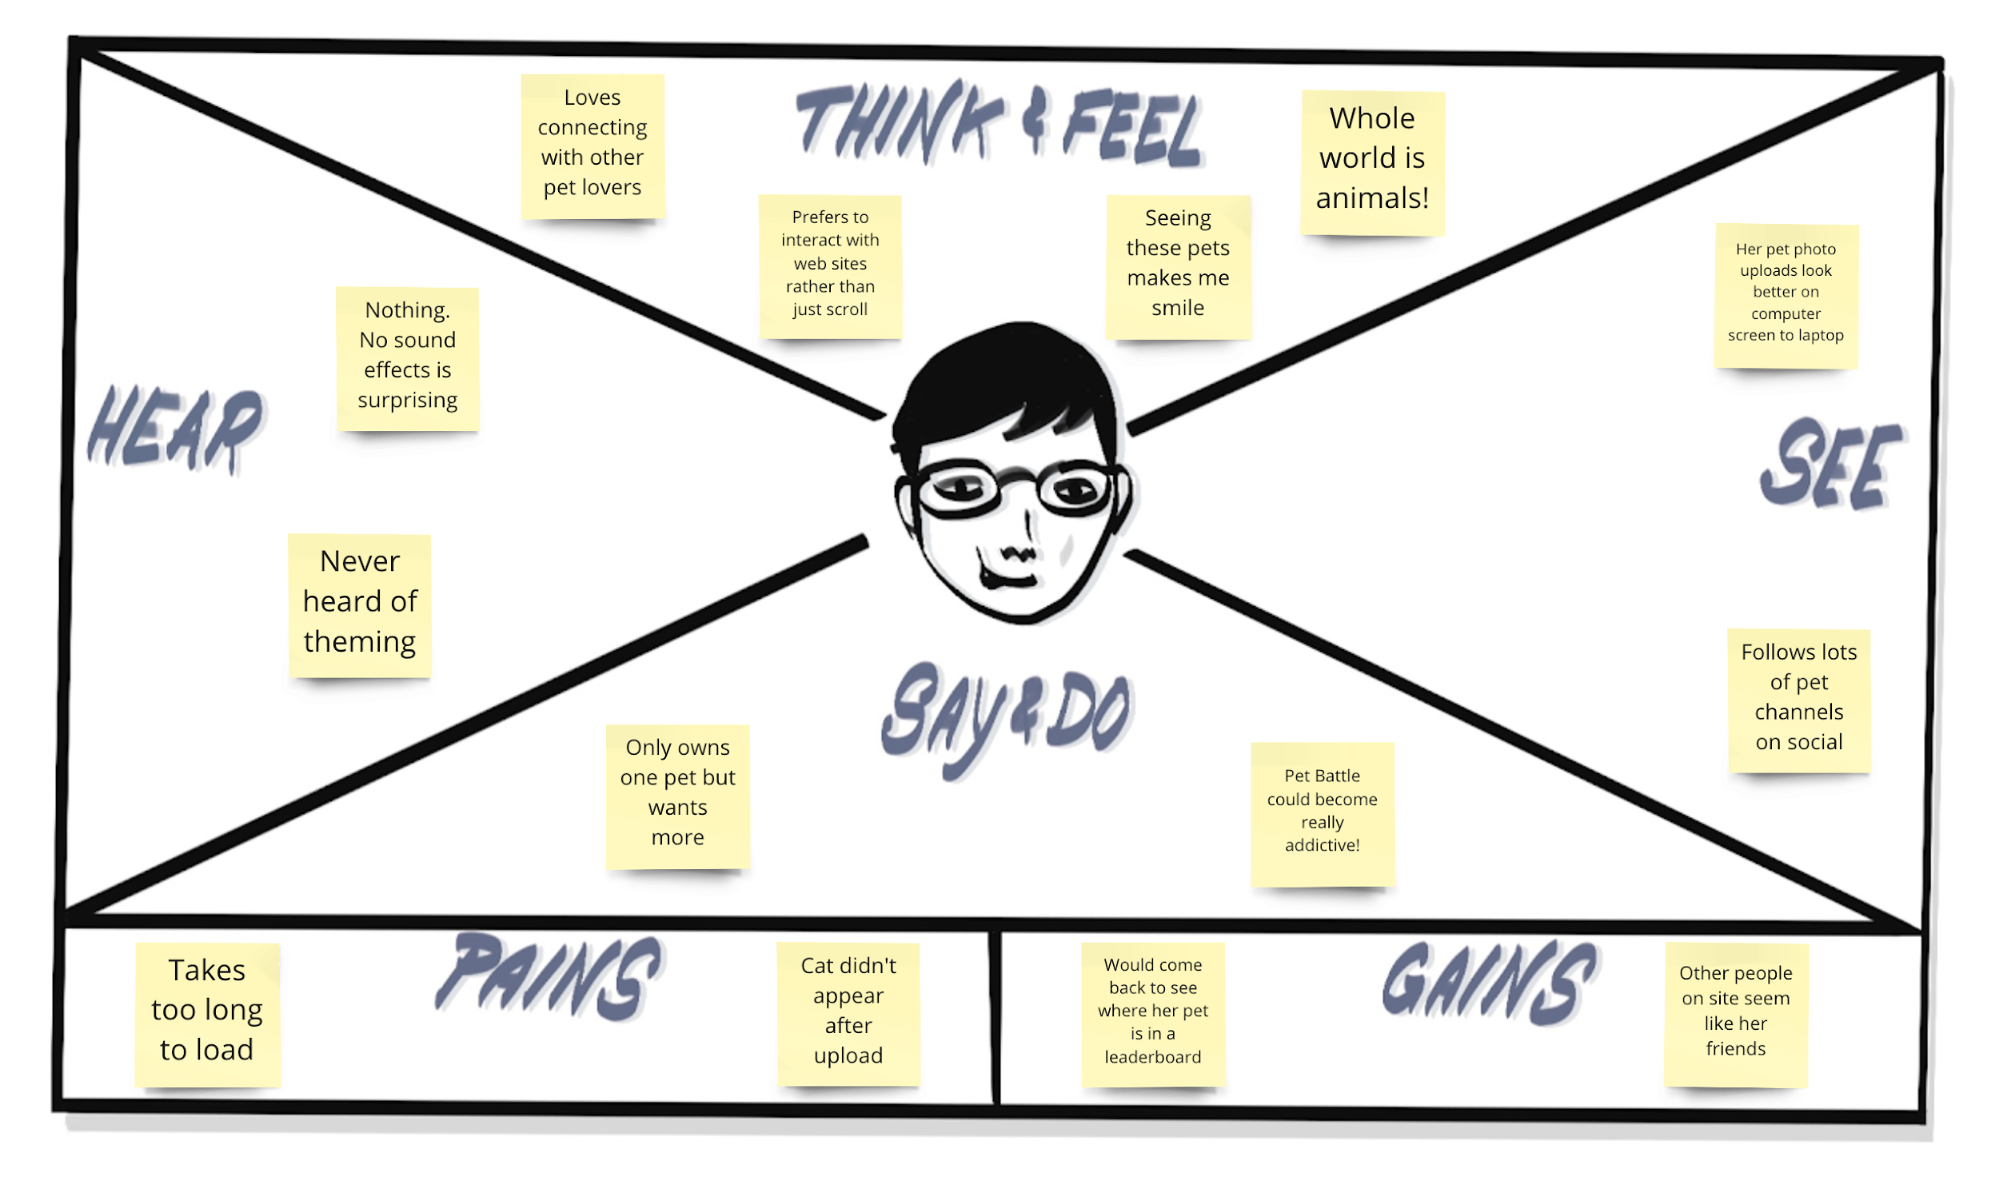 THINK & FEEL
Loves
connecting
with other
pet lovers
Prefers to
interact with
web sites
rather than
just scroll
Seeing
these pets
makes me
smile
Whole
world is
animals!
HEAR
Nothing.
No sound
effects is
surprising
Never
heard of
theming
SEE
Her pet photo
uploads look
better on
computer
screen to laptop
Follows lots
of pet
channels
on social
SAY & DO
Only owns
one pet but
wants
more
Pet Battle
could become
really
addictive!
PAINS
Takes
too long
to load
Cat didn't
appear
after
upload
GAINS
Would come
back to see
where her pet
is in a
leaderboard
Other people
on site seem
like her
friends